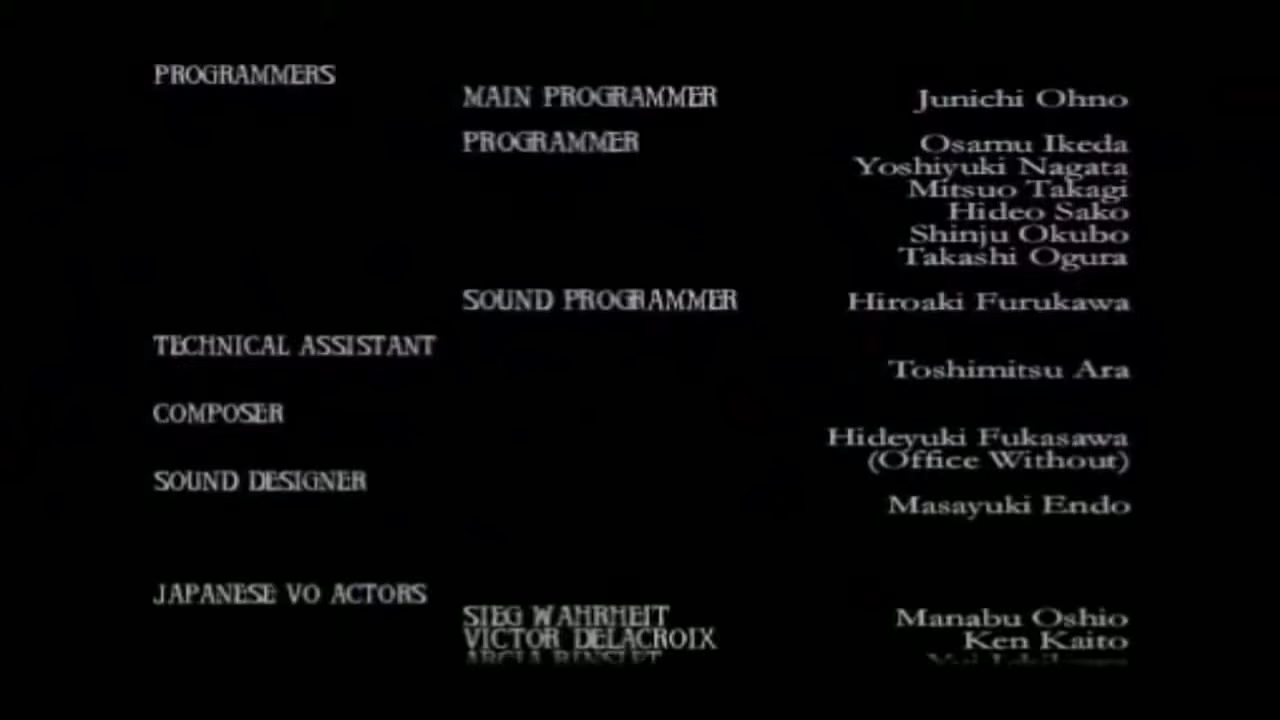 PROGRAMMERS
MAIN PROGRAMMER Junichi Ohno
PROGRAMMER Osamu Ikeda
Yoshiyuki Nagata
Mitsuo Takagi
Hideo Sako
Shinju Okubo
Takashi Ogura
SOUND PROGRAMMER Hiroaki Furukawa
TECHNICAL ASSISTANT
Toshimitsu Ara
COMPOSER
Hideyuki Fukasawa
(Office Without)
SOUND DESIGNER
Masayuki Endo
JAPANESE VO ACTORS
SIEG WAHRHEIT Manabu Oshio
VICTOR DELACROIX Ken Kaito